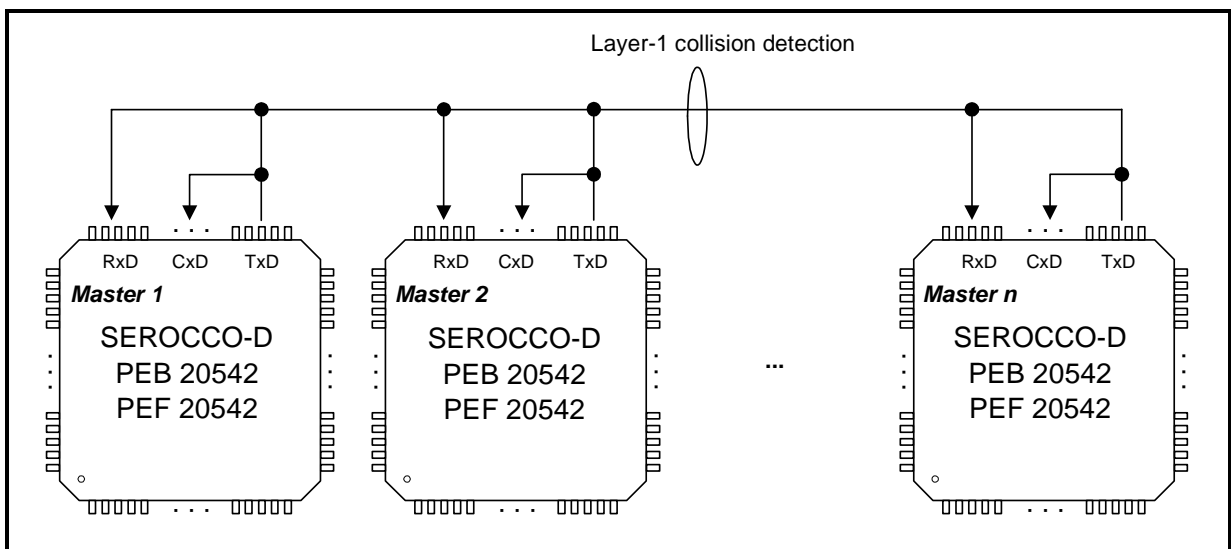 Layer-1 collision detection
. . .
. . .
. . .
RxD CxD TxD
RxD CxD TxD
RxD CxD TxD
Master 1
Master 2
Master n
SEROCCO-D
PEB 20542
PEF 20542
SEROCCO-D
PEB 20542
PEF 20542
...
SEROCCO-D
PEB 20542
PEF 20542
. . .
. . .
. . .